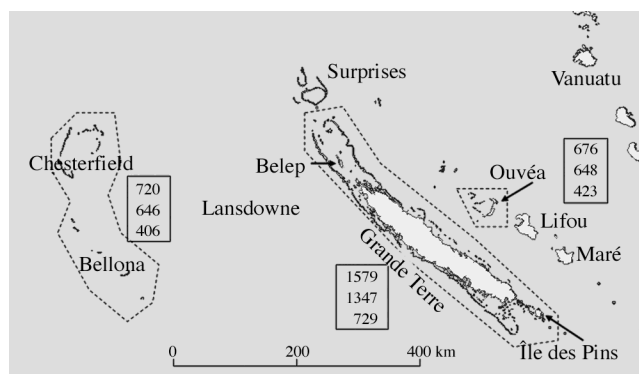 Surprises
Vanuatu
Chesterfield
720
646
406
Belep
Ouvéa
676
648
423
Lansdowne
Lifou
Maré
Bellona
Grande Terre
1579
1347
729
Île des Pins
0 200 400 km